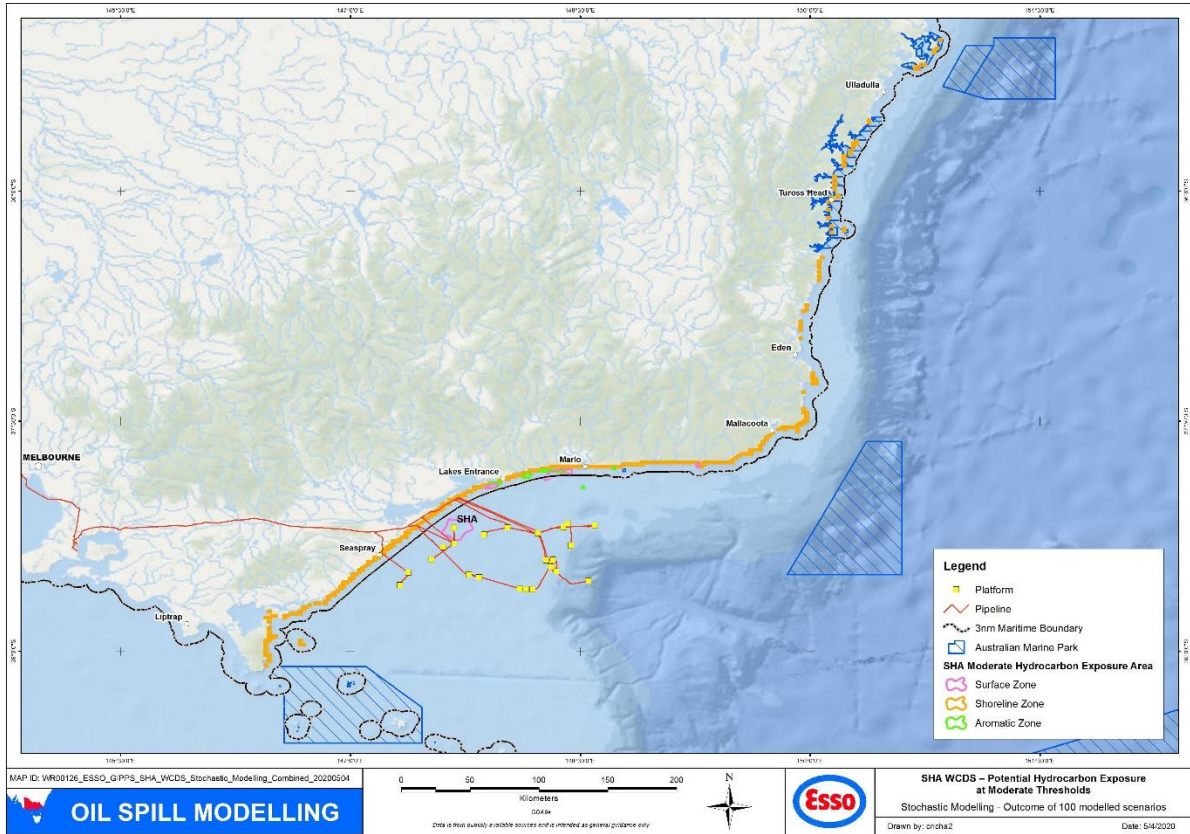 145°30'0"E 147°0'0"E 148°30'0"E 150°0'0"E 151°30'0"E
Ulladulla
Tuross Head
Eden
Mallacoota
MELBOURNE
Marlo
Lakes Entrance
SHA
Seaspray
Liptrap
Legend
Platform
Pipeline
3nm Maritime Boundary
Australian Marine Park
SHA Moderate Hydrocarbon Exposure Area
Surface Zone
Shoreline Zone
Aromatic Zone
MAP ID: WR00126_ESSO_GIPPS_SHA_WCDS_Stochastic_Modelling_Combined_20200504
OIL SPILL MODELLING
0 50 100 150 200
Kilometers
GDA94
Data is from publicly available sources and is intended as general guidance only
N
Esso
SHA WCDS – Potential Hydrocarbon Exposure
at Moderate Thresholds
Stochastic Modelling - Outcome of 100 modelled scenarios
Drawn by: cricha2 Date: 5/4/2020